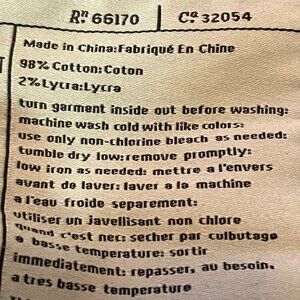 Rn. 66170 Ca. 32054
Made in China:Fabriqué En Chine
98% Cotton:Coton
2% Lycra:Lycra
turn garment inside out before washing:
machine wash cold with like colors:
use only non-chlorine bleach as needed:
tumble dry low: remove promptly:
low iron as needed: mettre a l'envers
avant de laver: laver a la machine
a l'eau froide separement:
utiliser un javellisant non chlore
quand c'est nec: secher par culbutage
a basse temperature: sortir
immediatement: repasser, au besoin,
a tres basse temperature